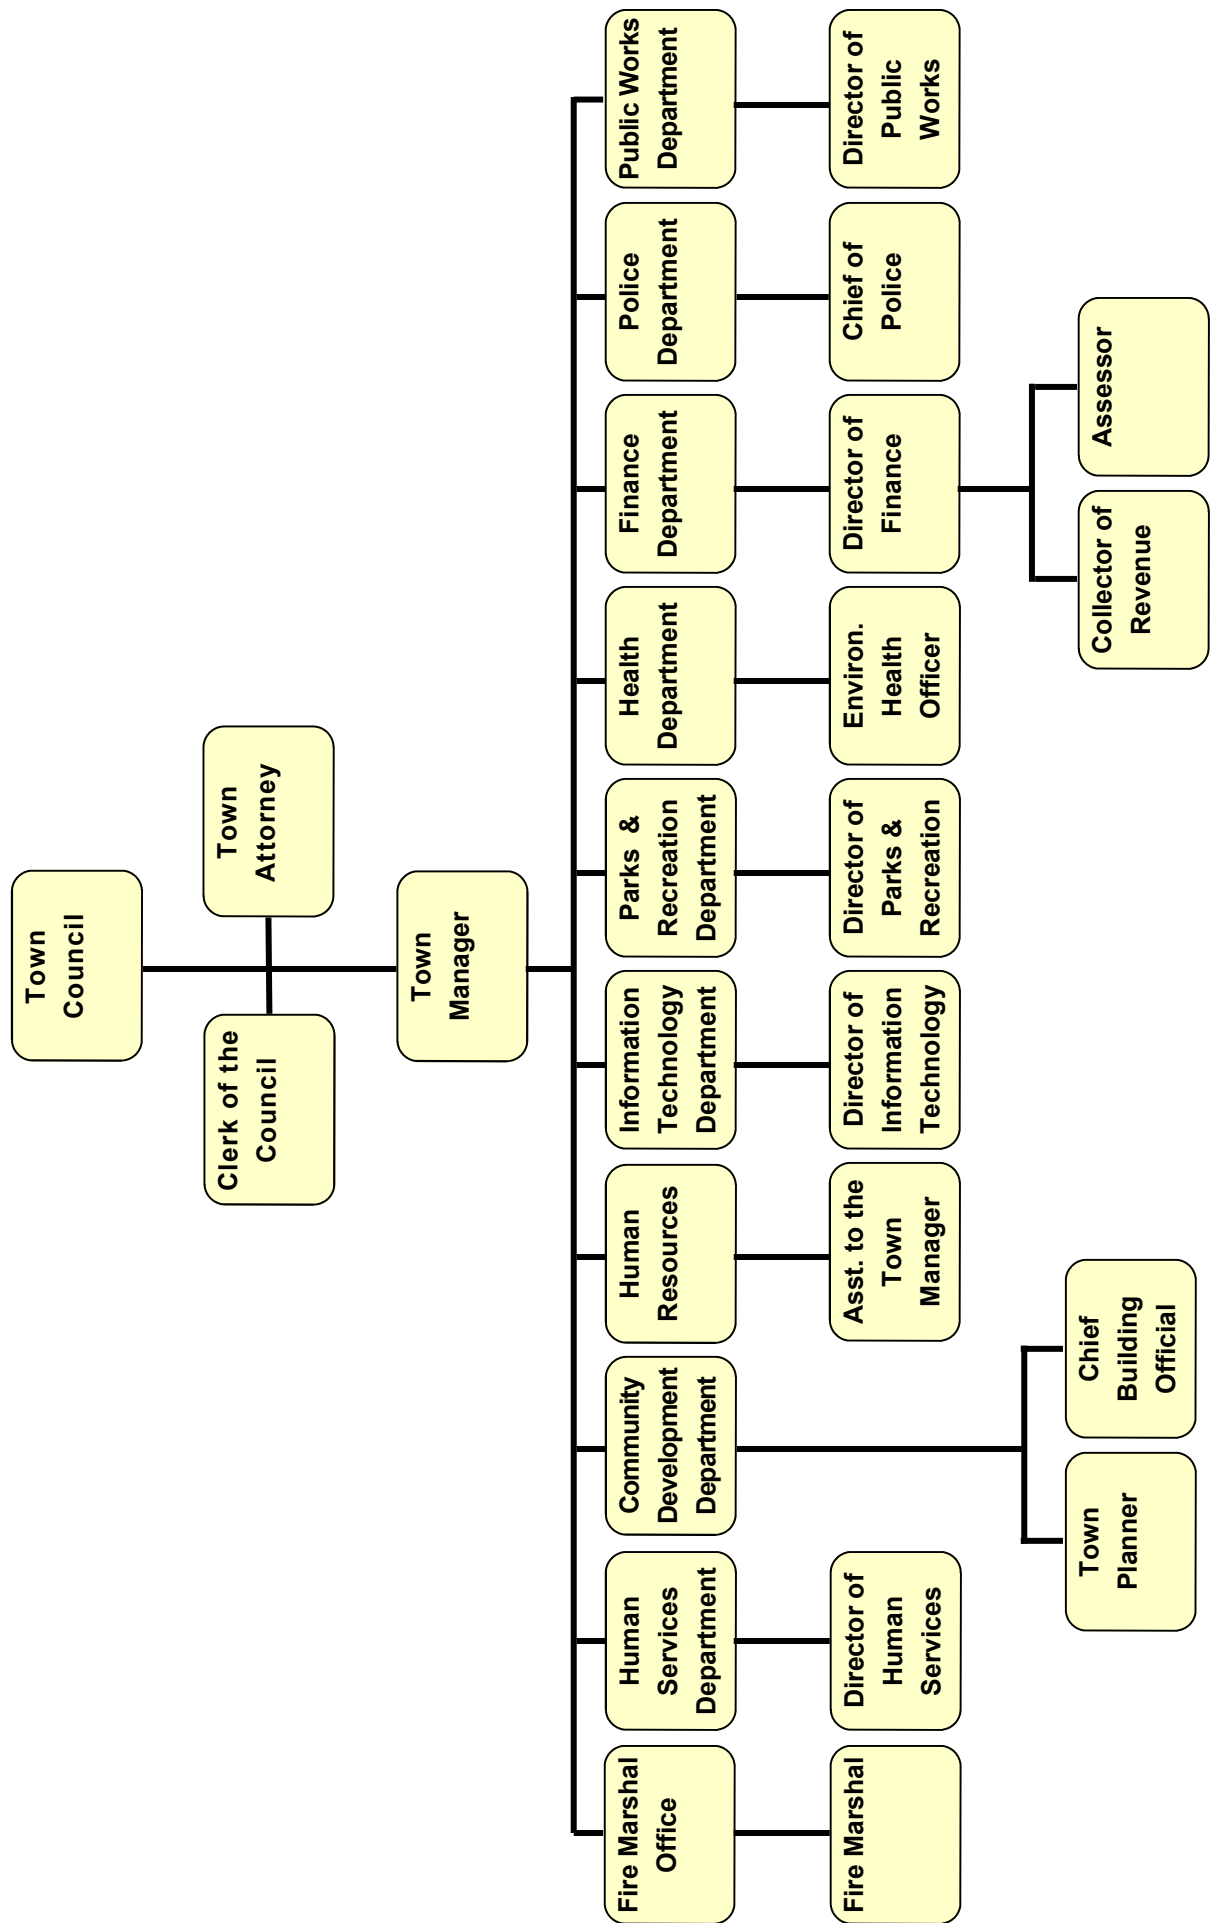 Town
Council
Clerk of the
Council
Town
Attorney
Town
Manager
Fire Marshal
Office
Human
Services
Department
Community
Development
Department
Human
Resources
Information
Technology
Department
Parks &
Recreation
Department
Health
Department
Finance
Department
Police
Department
Public Works
Department
Fire Marshal
Director of
Human
Services
Asst. to the
Town
Manager
Director of
Information
Technology
Director of
Parks &
Recreation
Environ.
Health
Officer
Director of
Finance
Chief of
Police
Director of
Public
Works
Town
Planner
Chief
Building
Official
Collector of
Revenue
Assessor